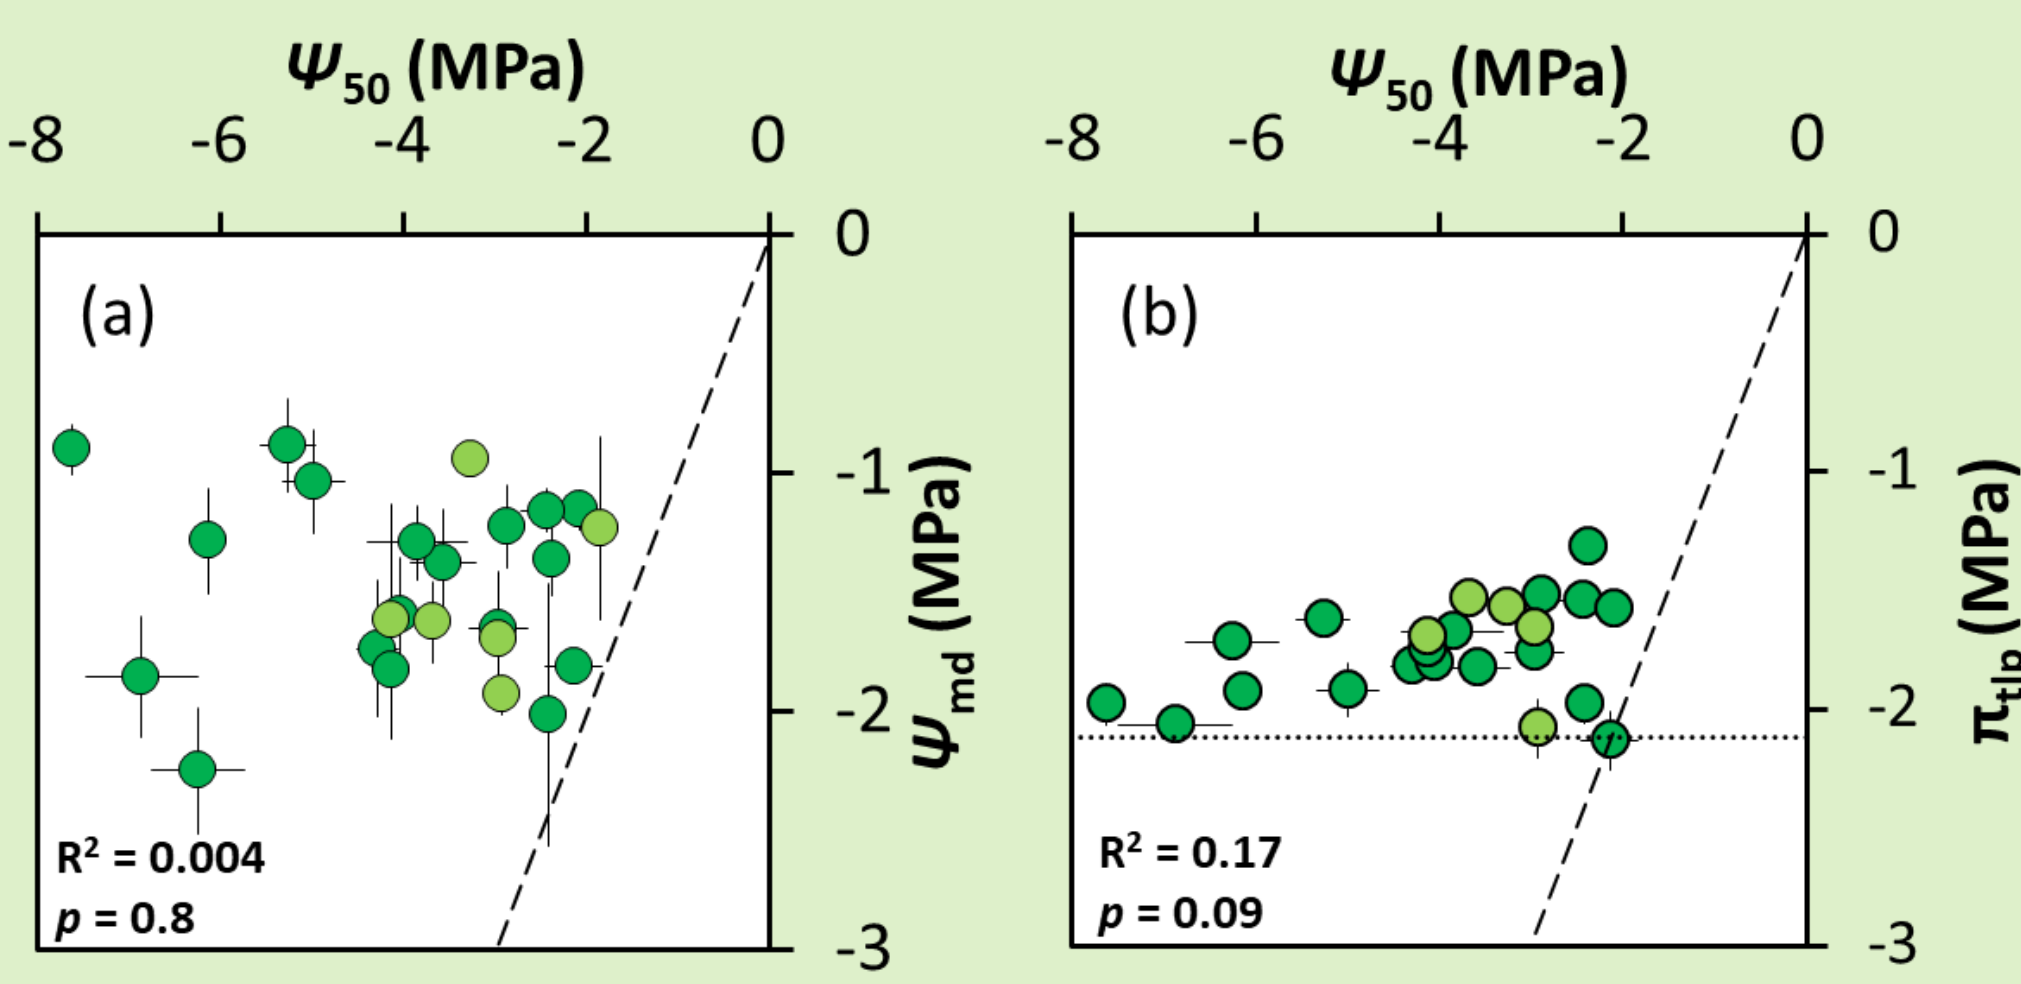 Ψ50 (MPa)
-8 -6 -4 -2 0
(a)
0
-1
-2
-3
Ψmd (MPa)
R² = 0.004
p = 0.8
Ψ50 (MPa)
-8 -6 -4 -2 0
(b)
0
-1
-2
-3
πtlp (MPa)
R² = 0.17
p = 0.09